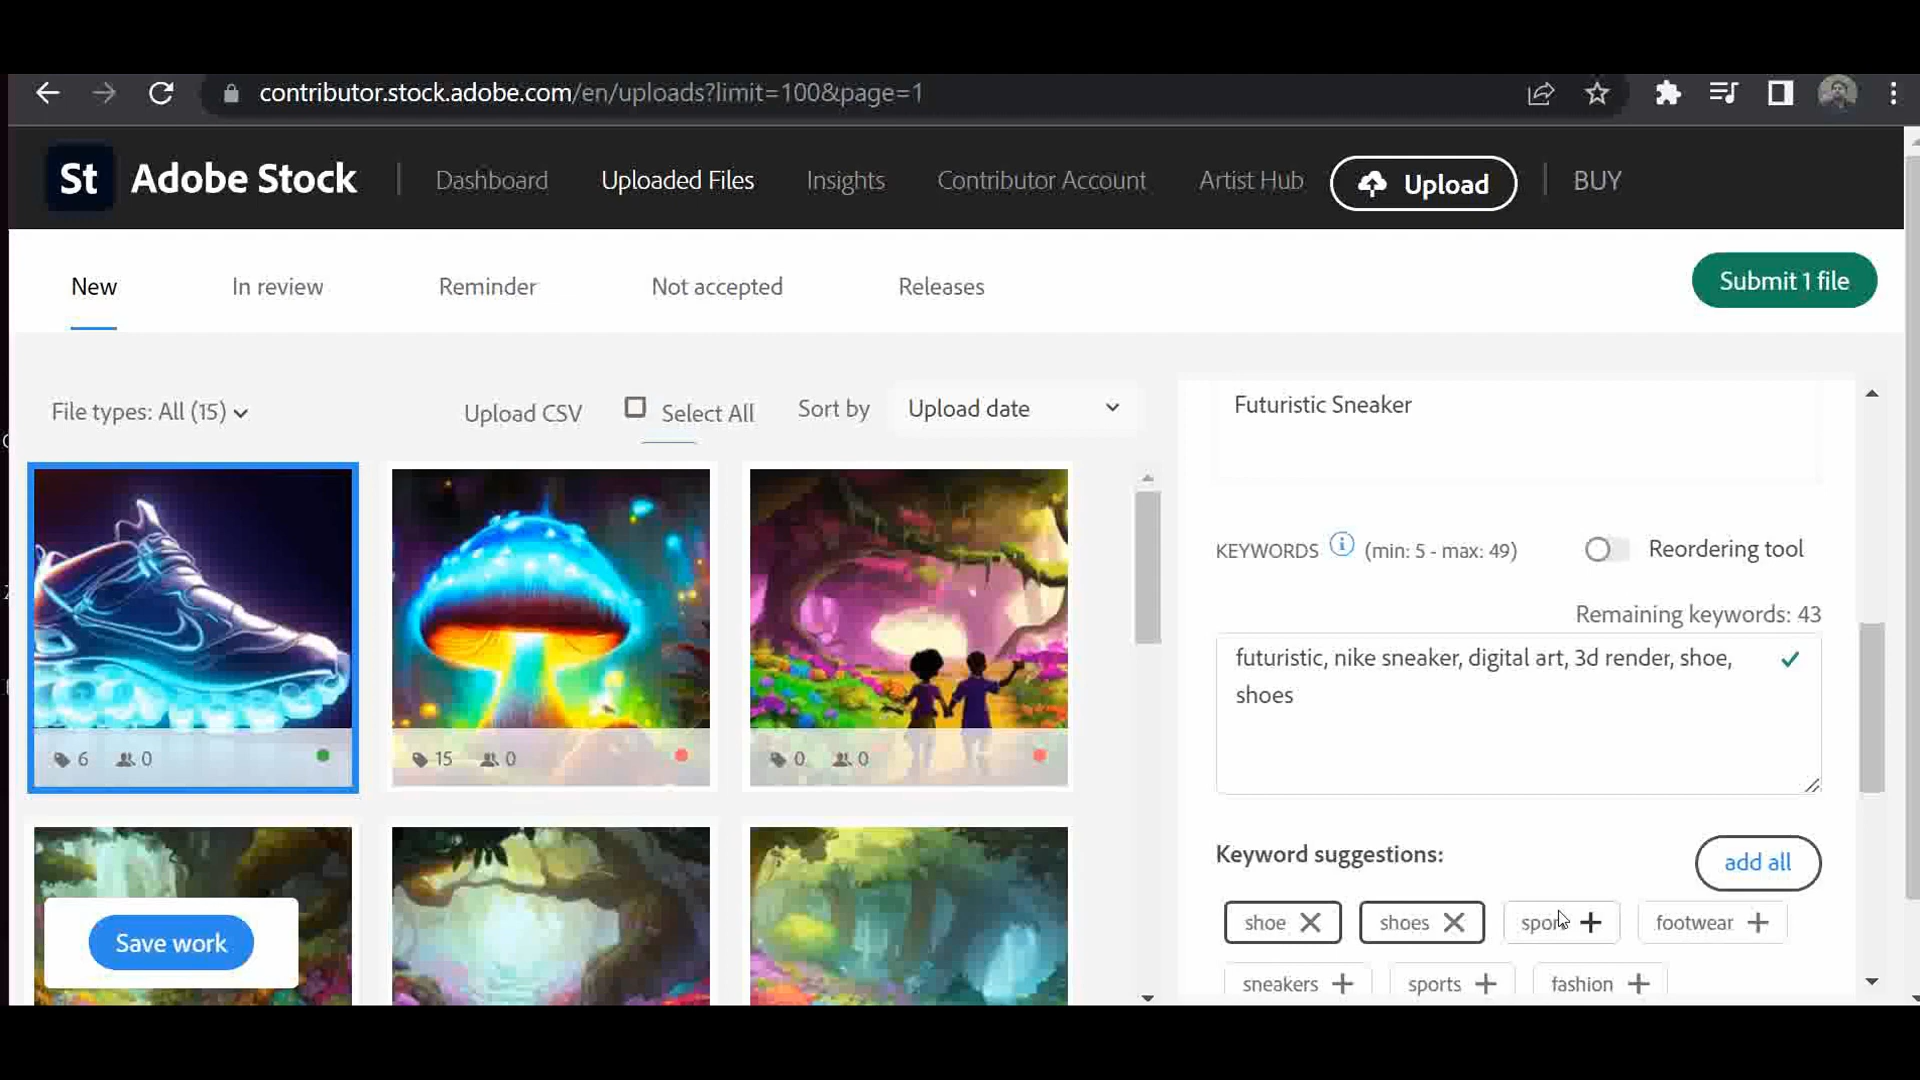 contributor.stock.adobe.com/en/uploads?limit=100&page=1
St Adobe Stock Dashboard Uploaded Files Insights Contributor Account Artist Hub Upload BUY
New In review Reminder Not accepted Releases Submit 1 file
File types: All (15) Upload CSV Select All Sort by Upload date
Futuristic Sneaker
KEYWORDS i (min: 5 - max: 49) Reordering tool
Remaining keywords: 43
futuristic, nike sneaker, digital art, 3d render, shoe,
shoes
6 0 15 0 0 0
Keyword suggestions: add all
shoe shoes footwear
Save work
sneakers sports fashion